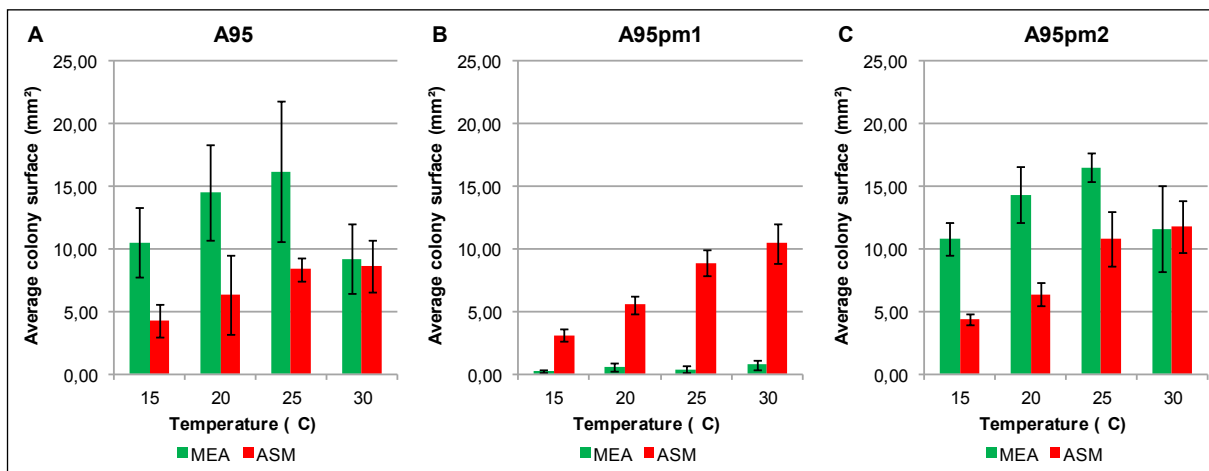 A A95
Average colony surface (mm²)
25,00
20,00
15,00
10,00
5,00
0,00
15 20 25 30
Temperature ( C)
MEA ASM
B A95pm1
Average colony surface (mm²)
25,00
20,00
15,00
10,00
5,00
0,00
15 20 25 30
Temperature ( C)
MEA ASM
C A95pm2
Average colony surface (mm²)
25,00
20,00
15,00
10,00
5,00
0,00
15 20 25 30
Temperature ( C)
MEA ASM